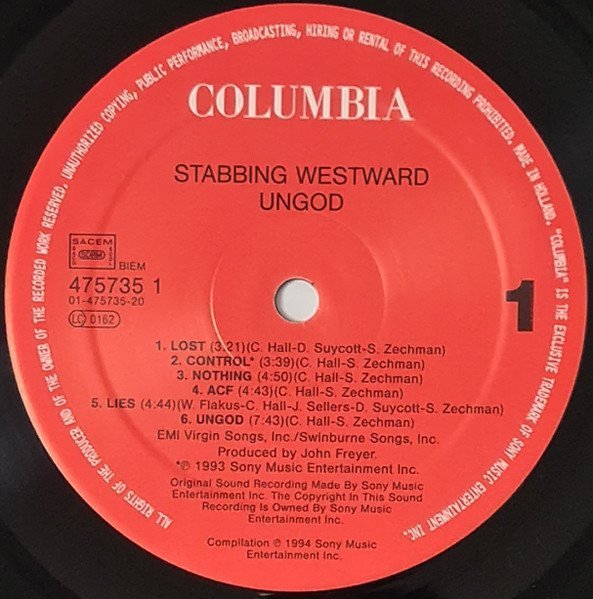 ALL RIGHTS OF THE PRODUCER AND OF THE OWNER OF THE RECORDED WORK RESERVED. UNAUTHORIZED COPYING, PUBLIC PERFORMANCE, BROADCASTING, HIRING OR RENTAL OF THIS RECORDING PROHIBITED. MADE IN HOLLAND. "COLUMBIA" IS THE EXCLUSIVE TRADEMARK OF SONY MUSIC ENTERTAINMENT INC.
COLUMBIA
STABBING WESTWARD
UNGOD
SACEM
SDRM
BIEM
475735 1
01-475735-20
LC 0162
1
1. LOST (3:21)(C. Hall-D. Suycott-S. Zechman)
2. CONTROL* (3:39)(C. Hall-S. Zechman)
3. NOTHING (4:50)(C. Hall-S. Zechman)
4. ACF (4:43)(C. Hall-S. Zechman)
5. LIES (4:44)(W. Flakus-C. Hall-J. Sellers-D. Suycott-S. Zechman)
6. UNGOD (7:43)(C. Hall-S. Zechman)
EMI Virgin Songs, Inc./Swinburne Songs, Inc.
Produced by John Freyer.
*℗ 1993 Sony Music Entertainment Inc.
Original Sound Recording Made By Sony Music
Entertainment Inc. The Copyright In This Sound
Recording Is Owned By Sony Music
Entertainment Inc.
Compilation ℗ 1994 Sony Music
Entertainment Inc.